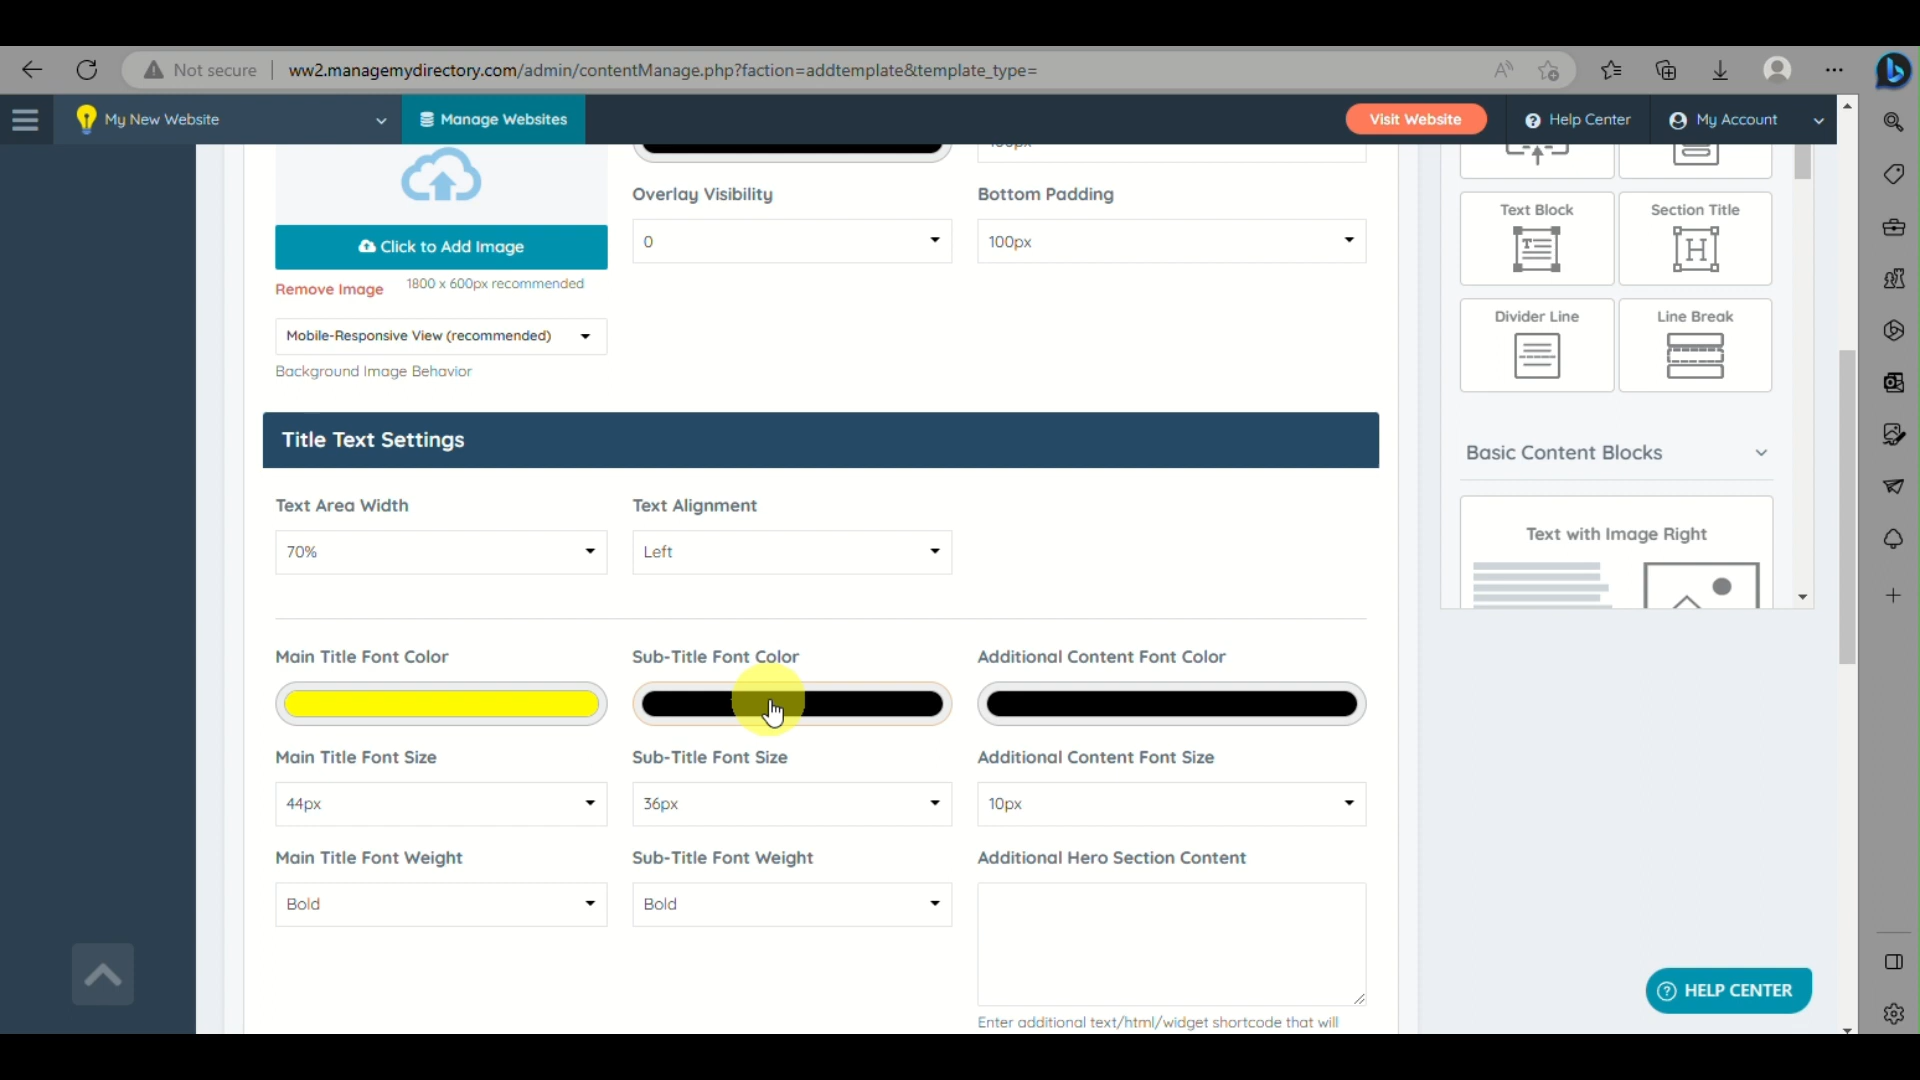 Not secure ww2.managemydirectory.com/admin/contentManage.php?faction=addtemplate&template_type=
My New Website Manage Websites Visit Website Help Center My Account
Overlay Visibility Bottom Padding
0 100px
Click to Add Image
Remove Image 1800 x 600px recommended
Mobile-Responsive View (recommended)
Background Image Behavior
Title Text Settings
Text Area Width Text Alignment
70% Left
Main Title Font Color Sub-Title Font Color Additional Content Font Color
Main Title Font Size Sub-Title Font Size Additional Content Font Size
44px 36px 10px
Main Title Font Weight Sub-Title Font Weight Additional Hero Section Content
Bold Bold
Enter additional text/html/widget shortcode that will
Text Block Section Title
Divider Line Line Break
Basic Content Blocks
Text with Image Right
HELP CENTER